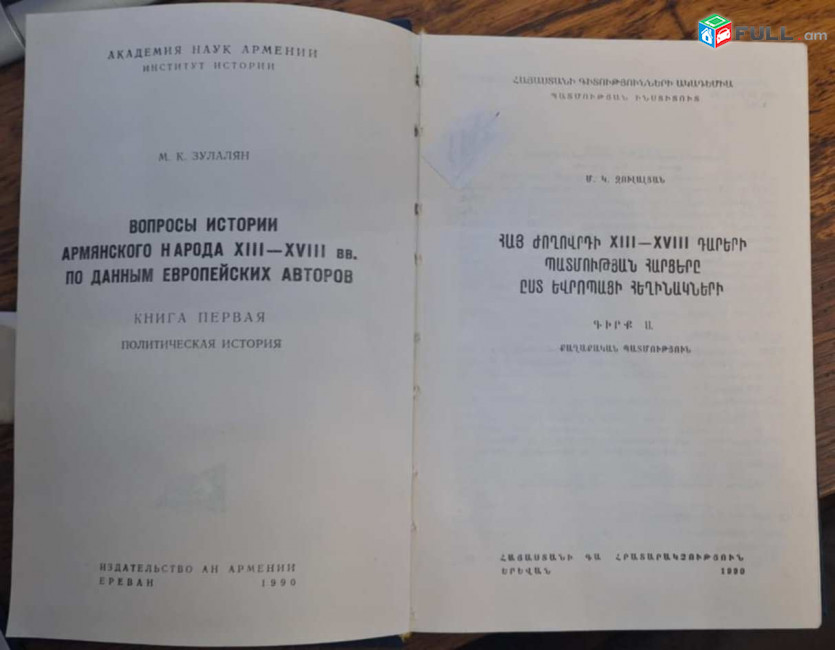 АКАДЕМИЯ НАУК АРМЕНИИ
ИНСТИТУТ ИСТОРИИ
М. К. ЗУЛАЛЯН
ВОПРОСЫ ИСТОРИИ
АРМЯНСКОГО НАРОДА XIII—XVIII вв.
ПО ДАННЫМ ЕВРОПЕЙСКИХ АВТОРОВ
КНИГА ПЕРВАЯ
ПОЛИТИЧЕСКАЯ ИСТОРИЯ
ИЗДАТЕЛЬСТВО АН АРМЕНИИ
ЕРЕВАН 1990
FULL am
ՀԱՅԱՍՏԱՆԻ ԳԻՏՈՒԹՅՈՒՆՆԵՐԻ ԱԿԱԴԵՄԻԱ
ՊԱՏՄՈՒԹՅԱՆ ԻՆՍՏԻՏՈՒՏ
Մ. Կ. ԶՈՒԼԱԼՅԱՆ
ՀԱՅ ԺՈՂՈՎՐԴԻ XIII—XVIII ԴԱՐԵՐԻ
ՊԱՏՄՈՒԹՅԱՆ ՀԱՐՑԵՐԸ
ԸՍՏ ԵՎՐՈՊԱՑԻ ՀԵՂԻՆԱԿՆԵՐԻ
ԳԻՐՔ Ա
ՔԱՂԱՔԱԿԱՆ ՊԱՏՄՈՒԹՅՈՒՆ
ՀԱՅԱՍՏԱՆԻ ԳԱ ՀՐԱՏԱՐԱԿՉՈՒԹՅՈՒՆ
ԵՐԵՎԱՆ 1990